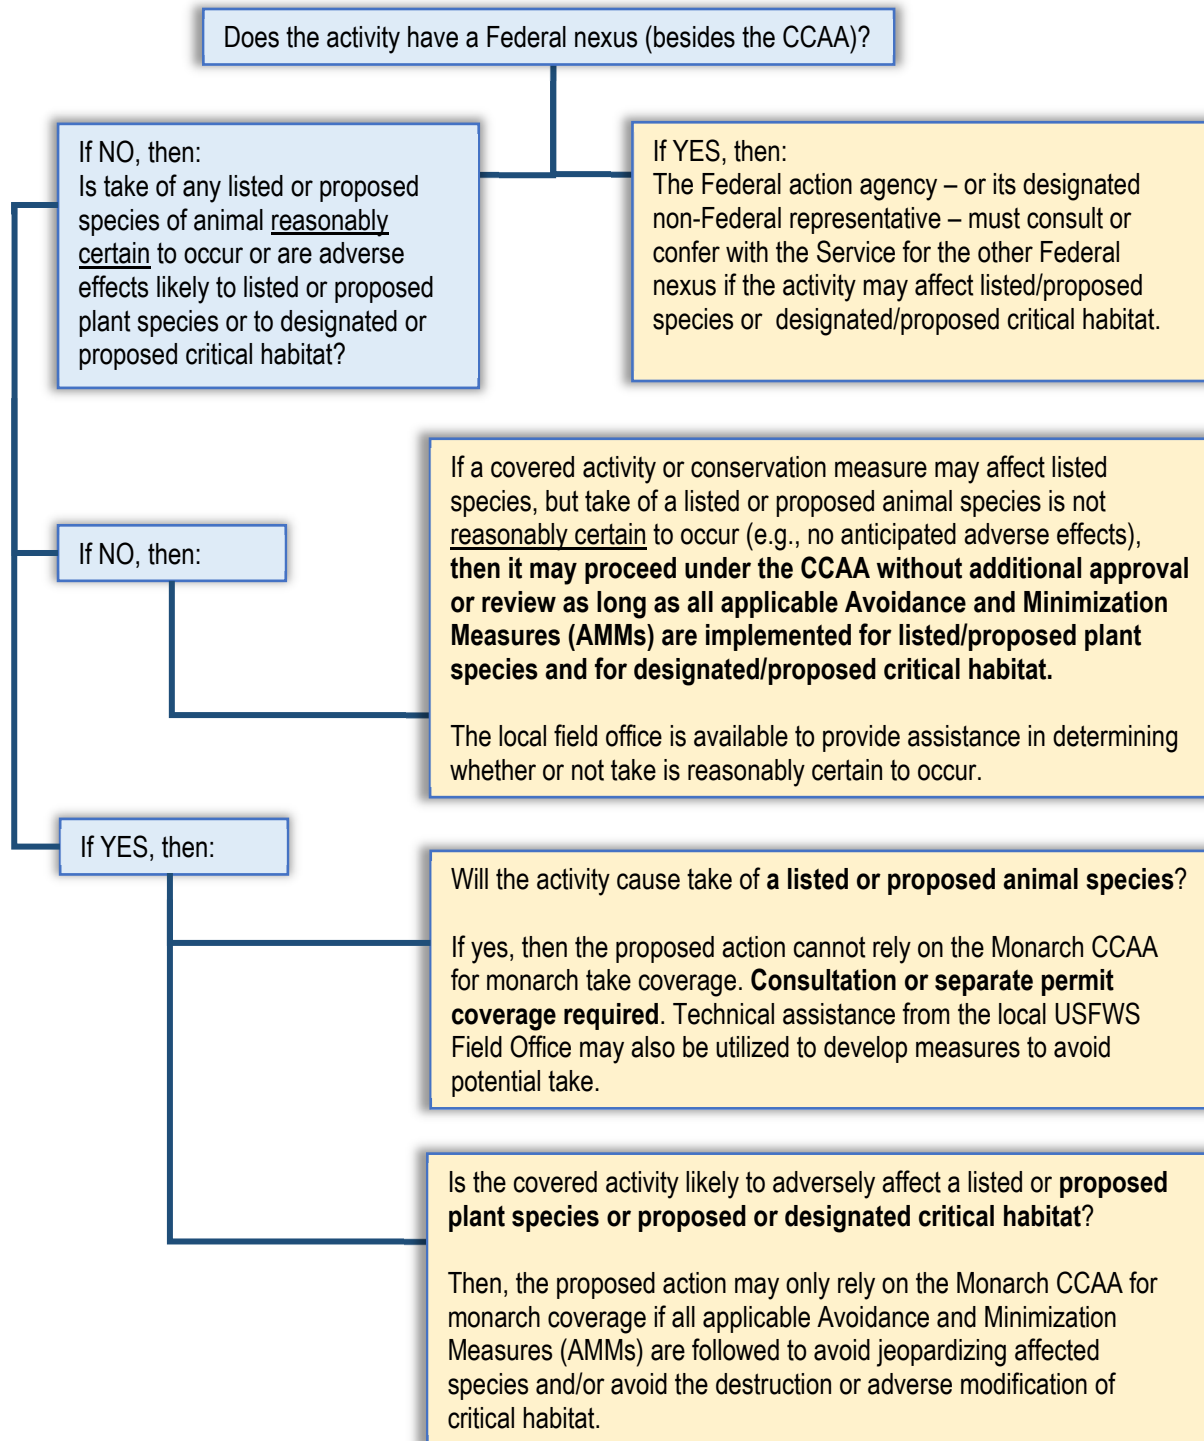 Does the activity have a Federal nexus (besides the CCAA)?
If NO, then:
Is take of any listed or proposed
species of animal reasonably
certain to occur or are adverse
effects likely to listed or proposed
plant species or to designated or
proposed critical habitat?
If YES, then:
The Federal action agency – or its designated
non-Federal representative – must consult or
confer with the Service for the other Federal
nexus if the activity may affect listed/proposed
species or designated/proposed critical habitat.
If NO, then:
If a covered activity or conservation measure may affect listed
species, but take of a listed or proposed animal species is not
reasonably certain to occur (e.g., no anticipated adverse effects),
then it may proceed under the CCAA without additional approval
or review as long as all applicable Avoidance and Minimization
Measures (AMMs) are implemented for listed/proposed plant
species and for designated/proposed critical habitat.
The local field office is available to provide assistance in determining
whether or not take is reasonably certain to occur.
If YES, then:
Will the activity cause take of a listed or proposed animal species?
If yes, then the proposed action cannot rely on the Monarch CCAA
for monarch take coverage. Consultation or separate permit
coverage required. Technical assistance from the local USFWS
Field Office may also be utilized to develop measures to avoid
potential take.
Is the covered activity likely to adversely affect a listed or proposed
plant species or proposed or designated critical habitat?
Then, the proposed action may only rely on the Monarch CCAA for
monarch coverage if all applicable Avoidance and Minimization
Measures (AMMs) are followed to avoid jeopardizing affected
species and/or avoid the destruction or adverse modification of
critical habitat.